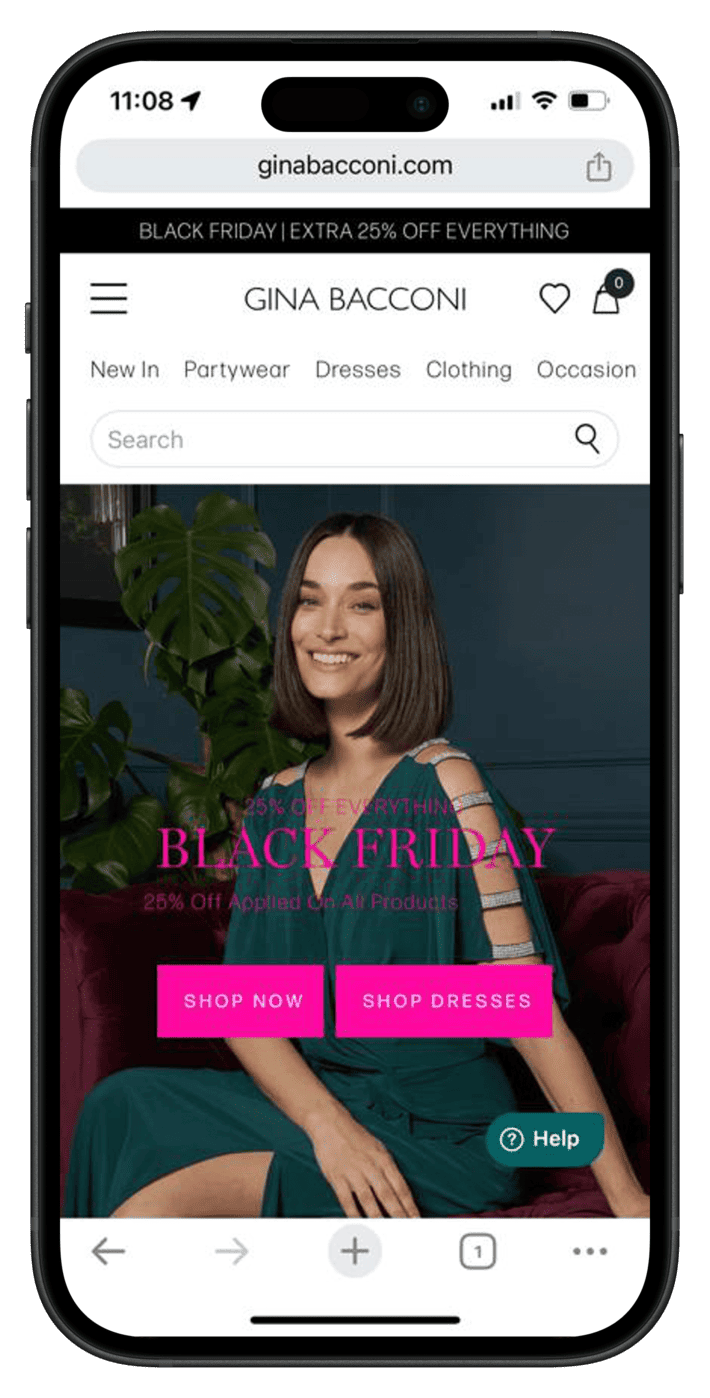 11:08
ginabacconi.com
BLACK FRIDAY | EXTRA 25% OFF EVERYTHING
GINA BACCONI
0
New In Partywear Dresses Clothing Occasion
Search
25% OFF EVERYTHING
BLACK FRIDAY
25% Off Applied On All Products
SHOP NOW SHOP DRESSES
? Help
1